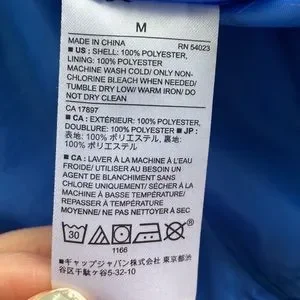 M
MADE IN CHINA RN 54023
■ US: SHELL: 100% POLYESTER,
LINING: 100% POLYESTER
MACHINE WASH COLD/ ONLY NON-
CHLORINE BLEACH WHEN NEEDED/
TUMBLE DRY LOW/ WARM IRON/ DO
NOT DRY CLEAN
CA 17897
■ CA: EXTÉRIEUR: 100% POLYESTER,
DOUBLURE: 100% POLYESTER ■ JP:
表地: 100% ポリエステル, 裏地:
100% ポリエステル
■ CA: LAVER À LA MACHINE À L'EAU
FROIDE/ UTILISER AU BESOIN UN
AGENT DE BLANCHIMENT SANS
CHLORE UNIQUEMENT/ SÉCHER À LA
MACHINE À BASSE TEMPÉRATURE/
REPASSER À TEMPÉRATURE
MOYENNE/ NE PAS NETTOYER À SEC
30
1166
■ ギャップジャパン株式会社 東京都渋
谷区千駄ヶ谷5-32-10